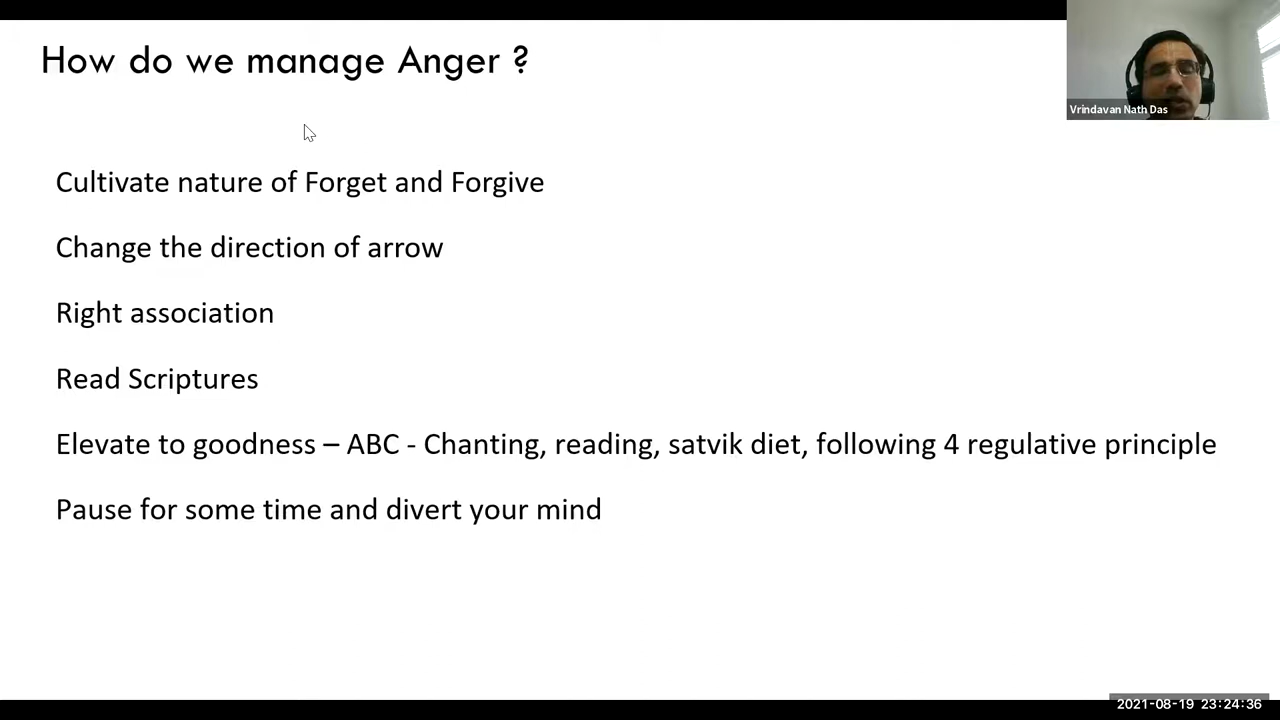 How do we manage Anger ?
Vrindavan Nath Das
Cultivate nature of Forget and Forgive
Change the direction of arrow
Right association
Read Scriptures
Elevate to goodness – ABC - Chanting, reading, satvik diet, following 4 regulative principle
Pause for some time and divert your mind
2021-08-19 23:24:36